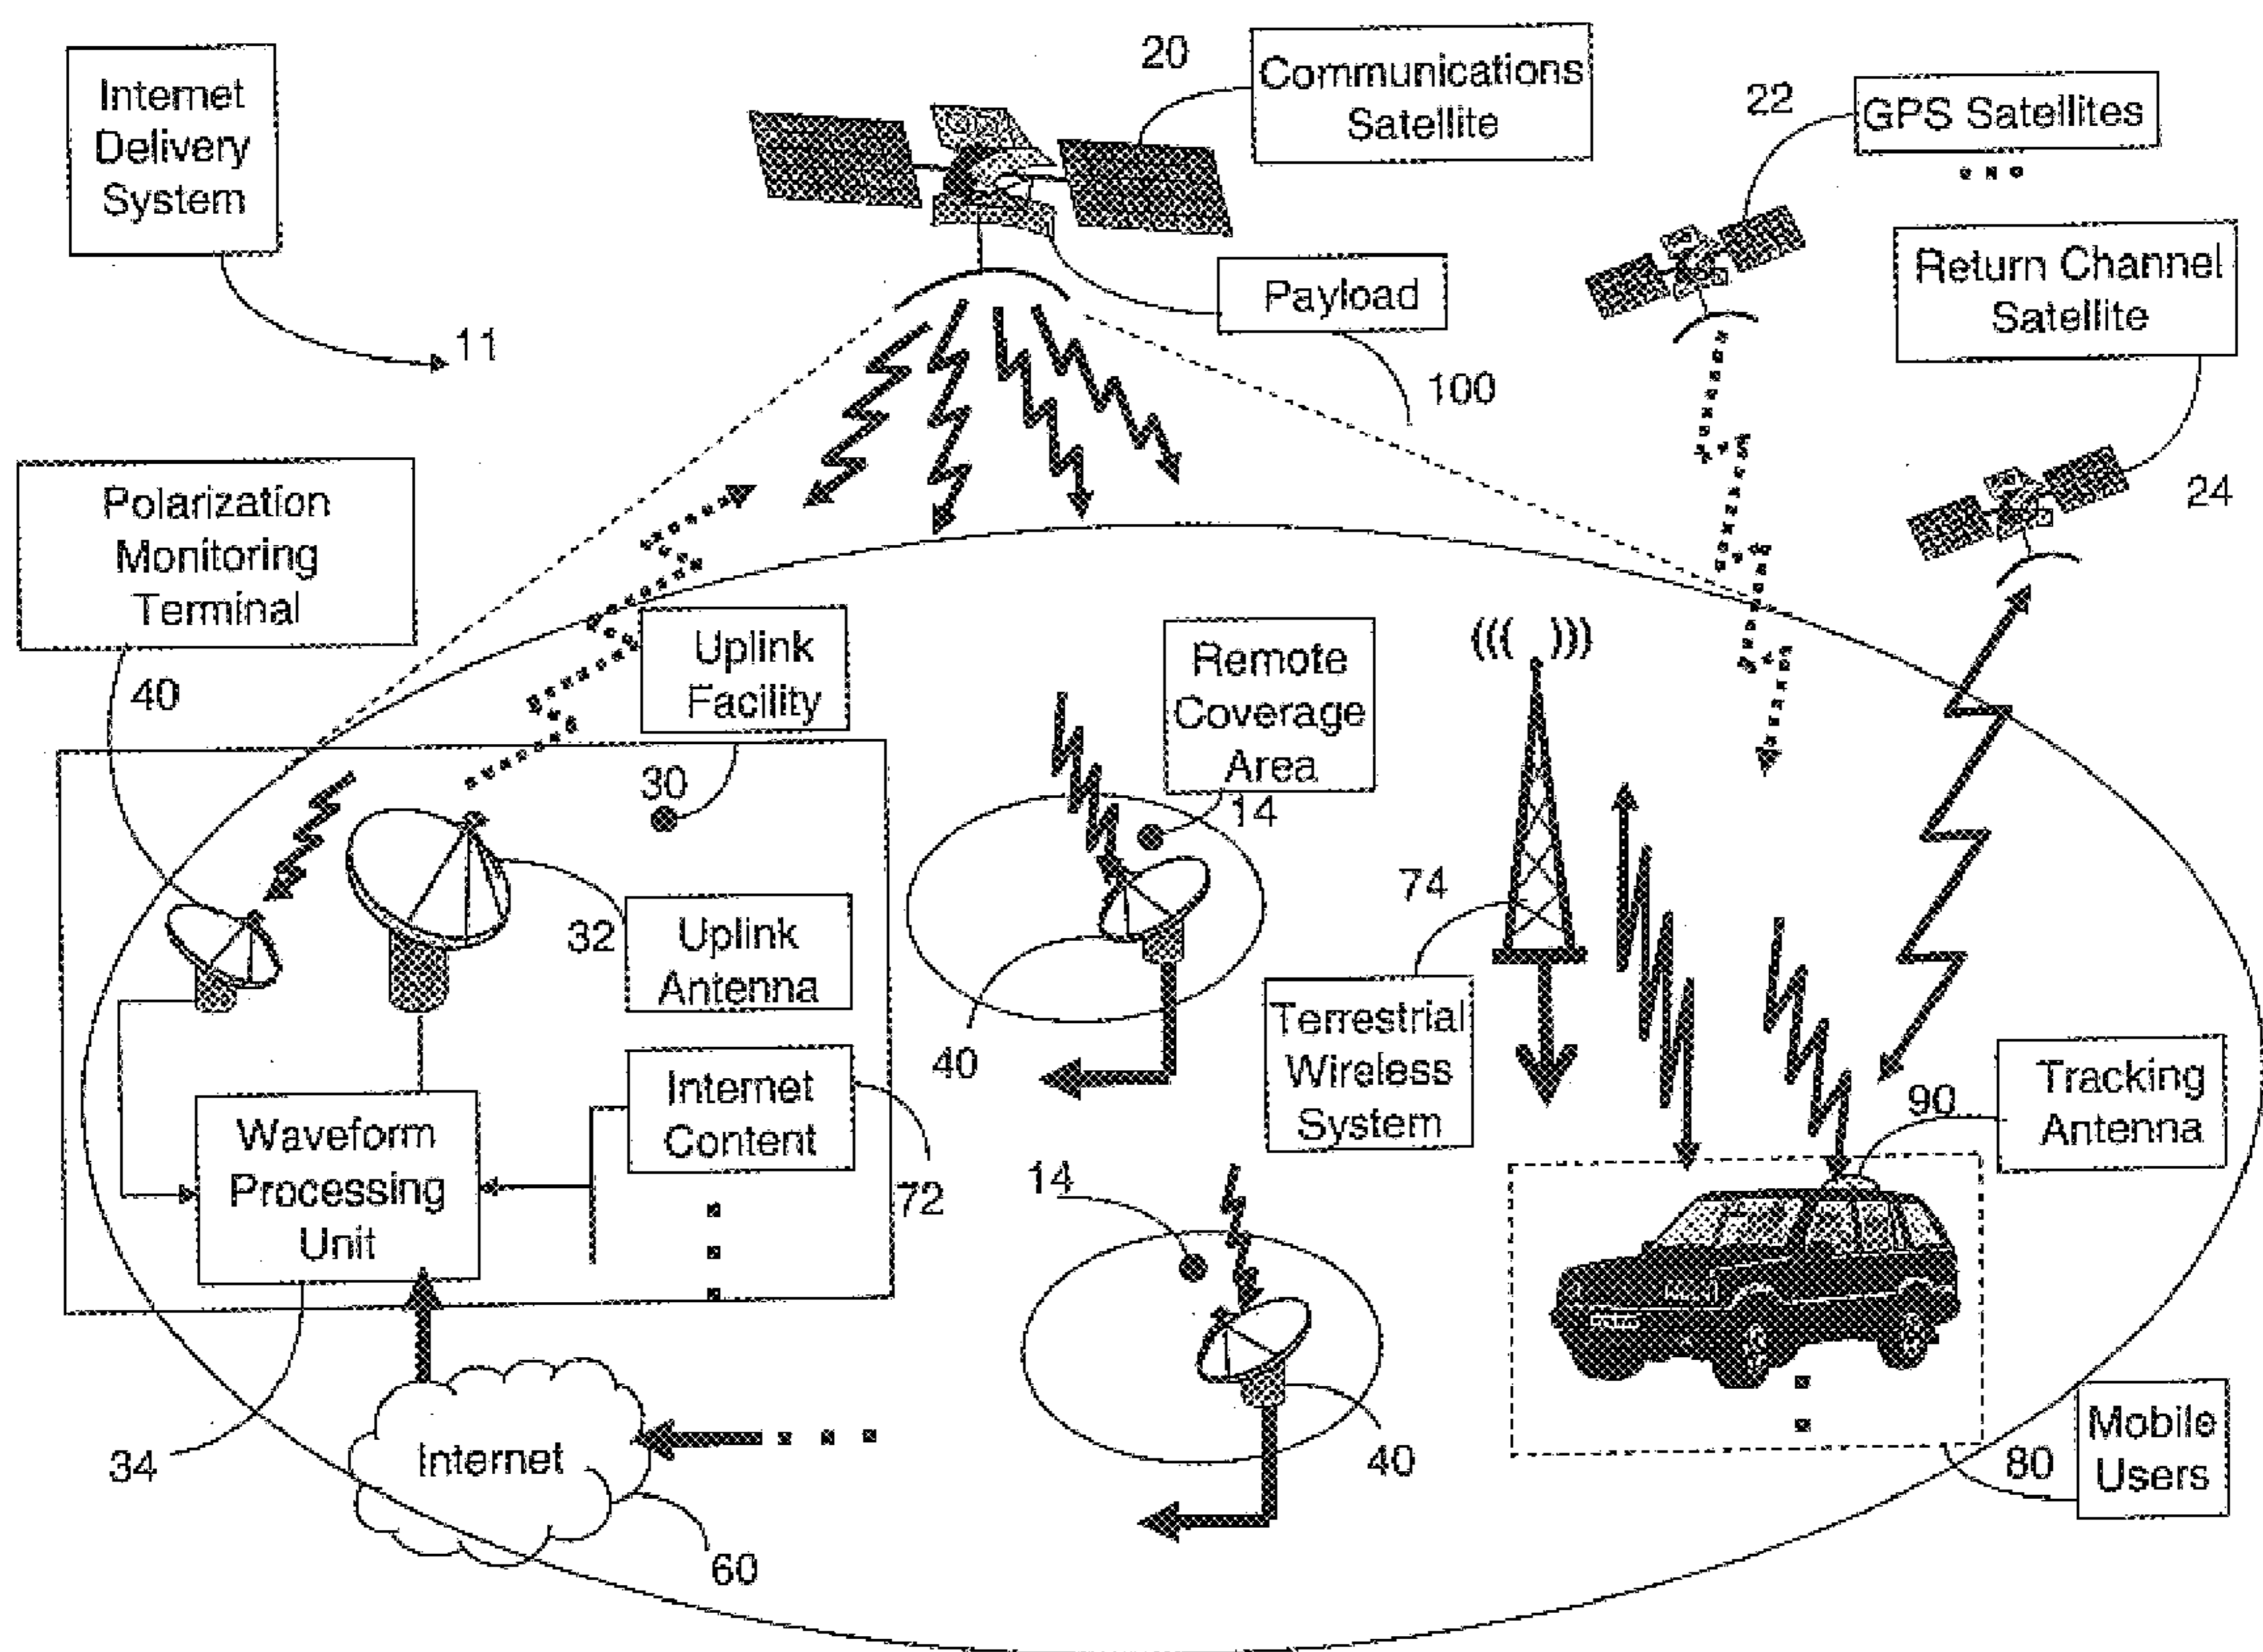 Internet
Delivery
System
11
20
Communications
Satellite
22
GPS Satellites
Return Channel
Satellite
Payload
100
24
Polarization
Monitoring
Terminal
40
Uplink
Facility
30
Remote
Coverage
Area
14
((( )))
32
Uplink
Antenna
74
40
Terrestrial
Wireless
System
90
Tracking
Antenna
Waveform
Processing
Unit
Internet
Content
72
14
34
Internet
60
40
80
Mobile
Users